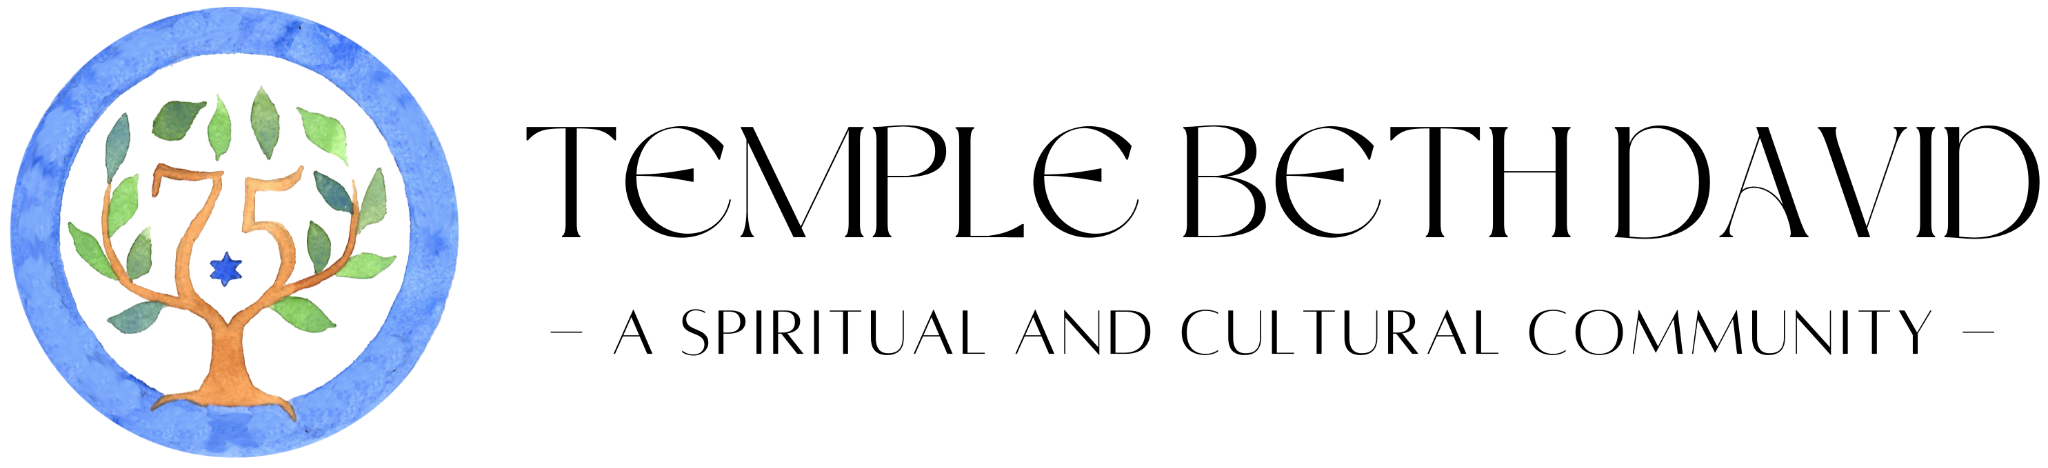 75
TEMPLE BETH DAVID
– A SPIRITUAL AND CULTURAL COMMUNITY –